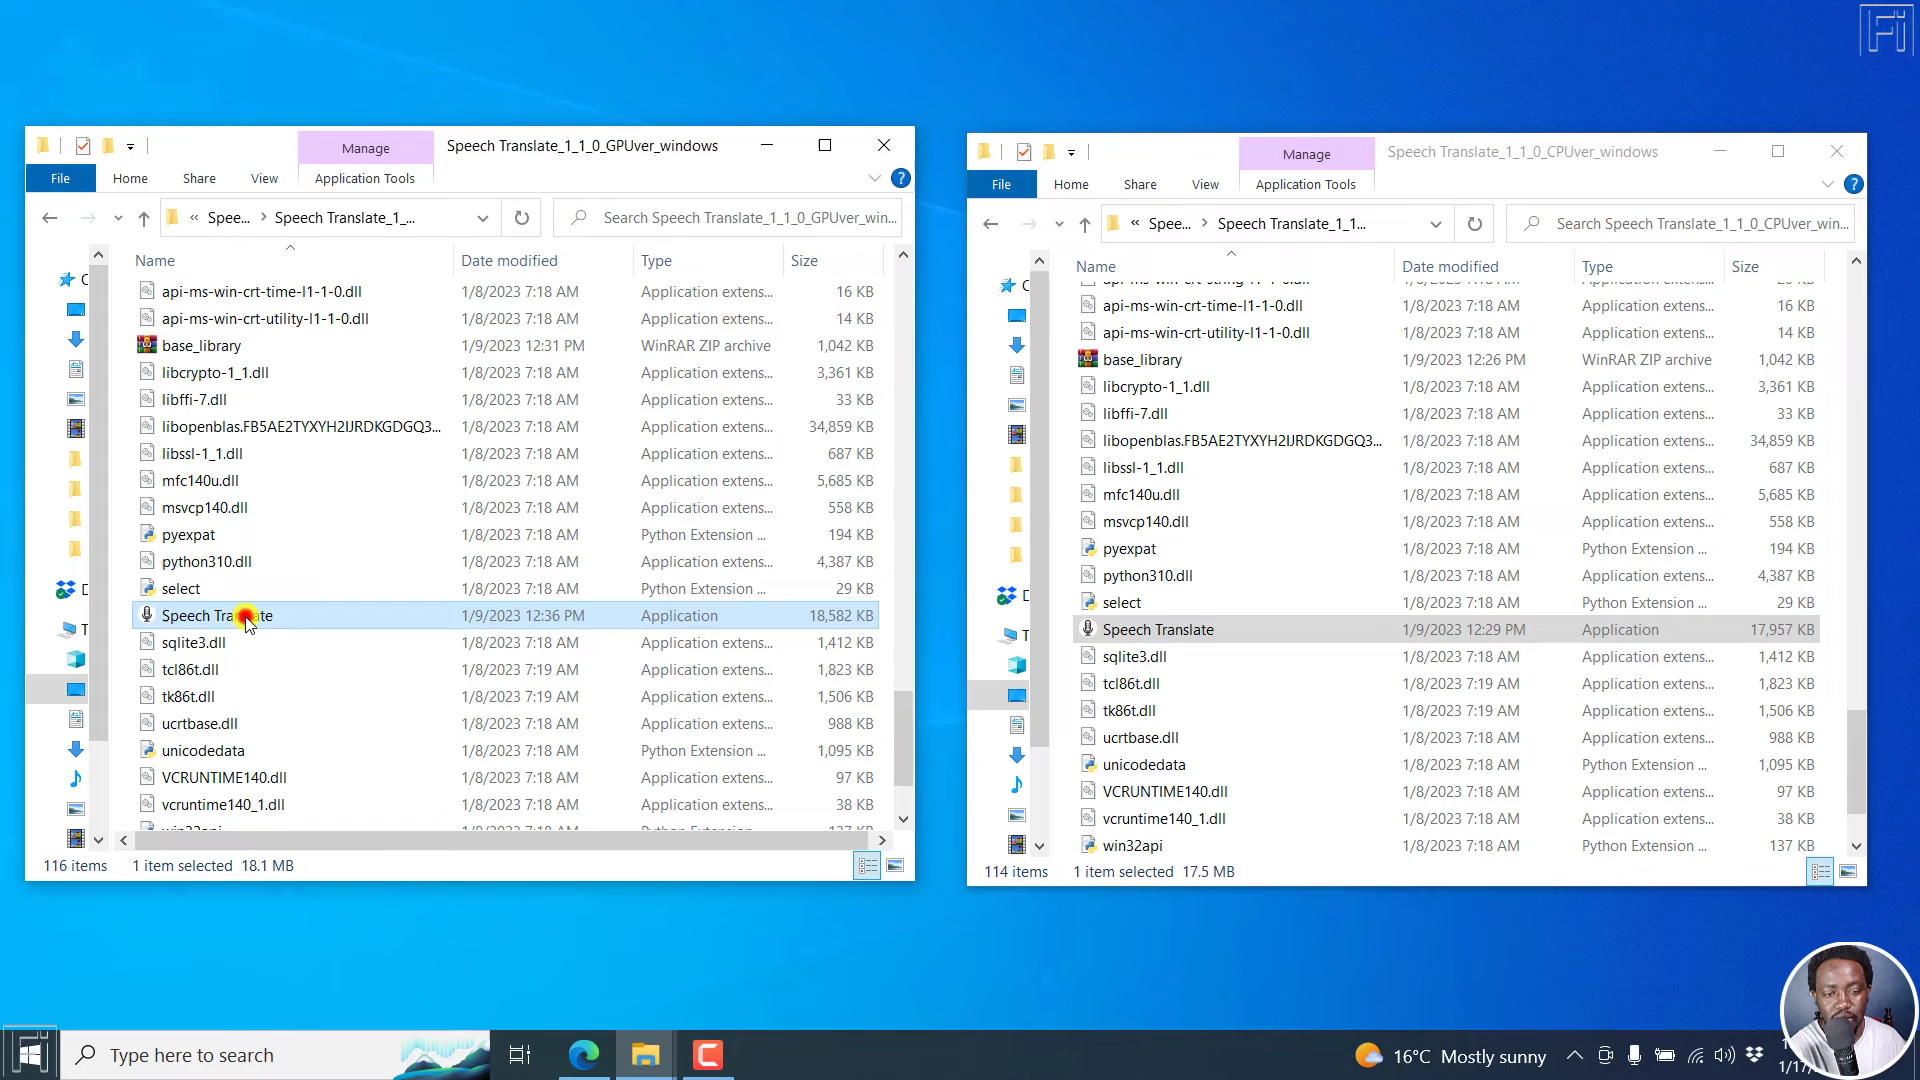 Fi
Manage
Speech Translate_1_1_0_GPUver_windows
File
Home
Share
View
Application Tools
« Spee... > Speech Translate_1_...
Search Speech Translate_1_1_0_GPUver_win...
Name Date modified Type Size
api-ms-win-crt-time-l1-1-0.dll 1/8/2023 7:18 AM Application extens... 16 KB
api-ms-win-crt-utility-l1-1-0.dll 1/8/2023 7:18 AM Application extens... 14 KB
base_library 1/9/2023 12:31 PM WinRAR ZIP archive 1,042 KB
libcrypto-1_1.dll 1/8/2023 7:18 AM Application extens... 3,361 KB
libffi-7.dll 1/8/2023 7:18 AM Application extens... 33 KB
libopenblas.FB5AE2TYXYH2IJRDKGDGQ3... 1/8/2023 7:18 AM Application extens... 34,859 KB
libssl-1_1.dll 1/8/2023 7:18 AM Application extens... 687 KB
mfc140u.dll 1/8/2023 7:18 AM Application extens... 5,685 KB
msvcp140.dll 1/8/2023 7:18 AM Application extens... 558 KB
pyexpat 1/8/2023 7:18 AM Python Extension ... 194 KB
python310.dll 1/8/2023 7:18 AM Application extens... 4,387 KB
select 1/8/2023 7:18 AM Python Extension ... 29 KB
Speech Translate 1/9/2023 12:36 PM Application 18,582 KB
sqlite3.dll 1/8/2023 7:18 AM Application extens... 1,412 KB
tcl86t.dll 1/8/2023 7:19 AM Application extens... 1,823 KB
tk86t.dll 1/8/2023 7:19 AM Application extens... 1,506 KB
ucrtbase.dll 1/8/2023 7:18 AM Application extens... 988 KB
unicodedata 1/8/2023 7:18 AM Python Extension ... 1,095 KB
VCRUNTIME140.dll 1/8/2023 7:18 AM Application extens... 97 KB
vcruntime140_1.dll 1/8/2023 7:18 AM Application extens... 38 KB
win32api 1/8/2023 7:18 AM Python Extension ... 137 KB
116 items 1 item selected 18.1 MB
Manage
Speech Translate_1_1_0_CPUver_windows
File
Home
Share
View
Application Tools
« Spee... > Speech Translate_1_1...
Search Speech Translate_1_1_0_CPUver_win...
Name Date modified Type Size
api-ms-win-crt-time-l1-1-0.dll 1/8/2023 7:18 AM Application extens... 16 KB
api-ms-win-crt-utility-l1-1-0.dll 1/8/2023 7:18 AM Application extens... 14 KB
base_library 1/9/2023 12:26 PM WinRAR ZIP archive 1,042 KB
libcrypto-1_1.dll 1/8/2023 7:18 AM Application extens... 3,361 KB
libffi-7.dll 1/8/2023 7:18 AM Application extens... 33 KB
libopenblas.FB5AE2TYXYH2IJRDKGDGQ3... 1/8/2023 7:18 AM Application extens... 34,859 KB
libssl-1_1.dll 1/8/2023 7:18 AM Application extens... 687 KB
mfc140u.dll 1/8/2023 7:18 AM Application extens... 5,685 KB
msvcp140.dll 1/8/2023 7:18 AM Application extens... 558 KB
pyexpat 1/8/2023 7:18 AM Python Extension ... 194 KB
python310.dll 1/8/2023 7:18 AM Application extens... 4,387 KB
select 1/8/2023 7:18 AM Python Extension ... 29 KB
Speech Translate 1/9/2023 12:29 PM Application 17,957 KB
sqlite3.dll 1/8/2023 7:18 AM Application extens... 1,412 KB
tcl86t.dll 1/8/2023 7:19 AM Application extens... 1,823 KB
tk86t.dll 1/8/2023 7:19 AM Application extens... 1,506 KB
ucrtbase.dll 1/8/2023 7:18 AM Application extens... 988 KB
unicodedata 1/8/2023 7:18 AM Python Extension ... 1,095 KB
VCRUNTIME140.dll 1/8/2023 7:18 AM Application extens... 97 KB
vcruntime140_1.dll 1/8/2023 7:18 AM Application extens... 38 KB
win32api 1/8/2023 7:18 AM Python Extension ... 137 KB
114 items 1 item selected 17.5 MB
Type here to search
16°C Mostly sunny
1/17/